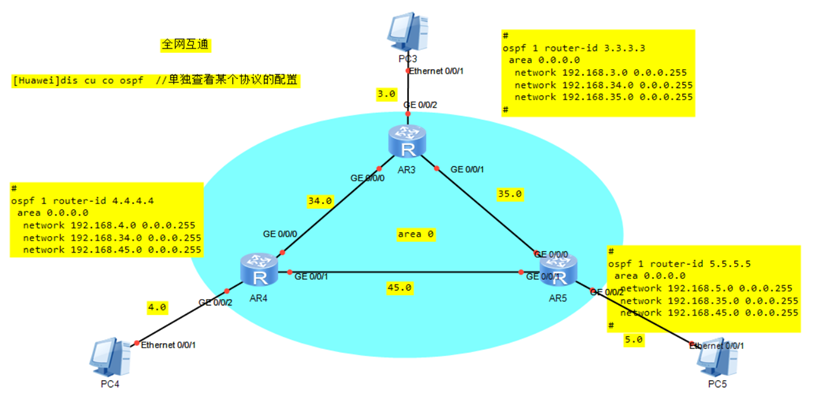 全网互通
[Huawei]dis cu co ospf  //单独查看某个协议的配置
PC3
Ethernet 0/0/1
3.0
GE 0/0/2
AR3
GE 0/0/0
GE 0/0/1
#
ospf 1 router-id 3.3.3.3
 area 0.0.0.0
  network 192.168.3.0 0.0.0.255
  network 192.168.34.0 0.0.0.255
  network 192.168.35.0 0.0.0.255
#
#
ospf 1 router-id 4.4.4.4
 area 0.0.0.0
  network 192.168.4.0 0.0.0.255
  network 192.168.34.0 0.0.0.255
  network 192.168.45.0 0.0.0.255
34.0
35.0
area 0
GE 0/0/0
GE 0/0/1
GE 0/0/2
AR4
45.0
GE 0/0/0
GE 0/0/1
GE 0/0/2
AR5
#
ospf 1 router-id 5.5.5.5
 area 0.0.0.0
  network 192.168.5.0 0.0.0.255
  network 192.168.35.0 0.0.0.255
  network 192.168.45.0 0.0.0.255
#
4.0
Ethernet 0/0/1
PC4
5.0
Ethernet 0/0/1
PC5